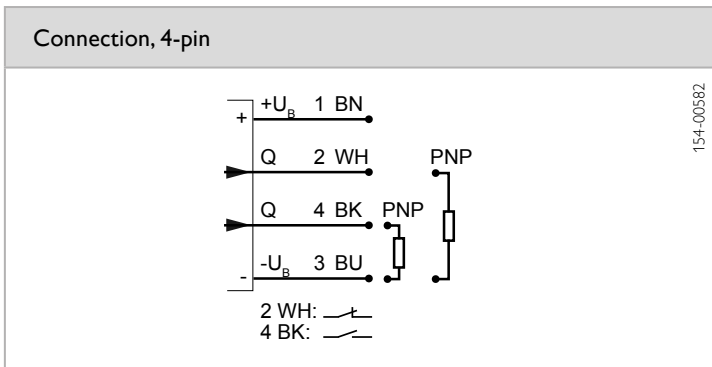 Connection, 4-pin
154-00582
+ +U_B 1 BN
Q 2 WH PNP
Q 4 BK PNP
- -U_B 3 BU
2 WH:
4 BK: